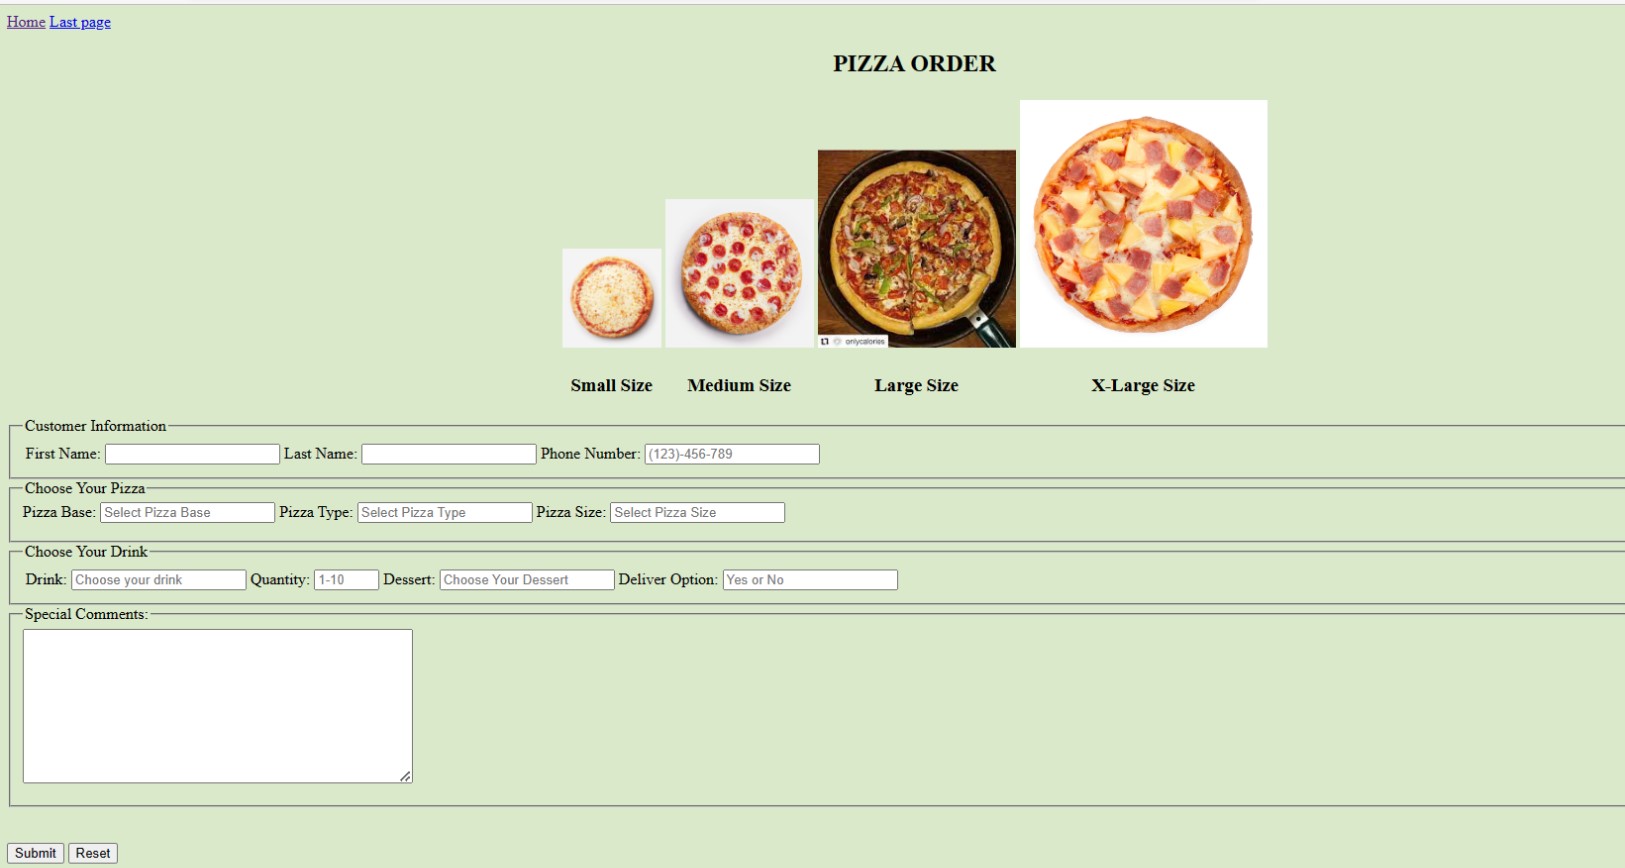 Home Last page
PIZZA ORDER
onlycalories
Small Size Medium Size Large Size X-Large Size
Customer Information
First Name: Last Name: Phone Number: (123)-456-789
Choose Your Pizza
Pizza Base: Select Pizza Base Pizza Type: Select Pizza Type Pizza Size: Select Pizza Size
Choose Your Drink
Drink: Choose your drink Quantity: 1-10 Dessert: Choose Your Dessert Deliver Option: Yes or No
Special Comments:
Submit Reset